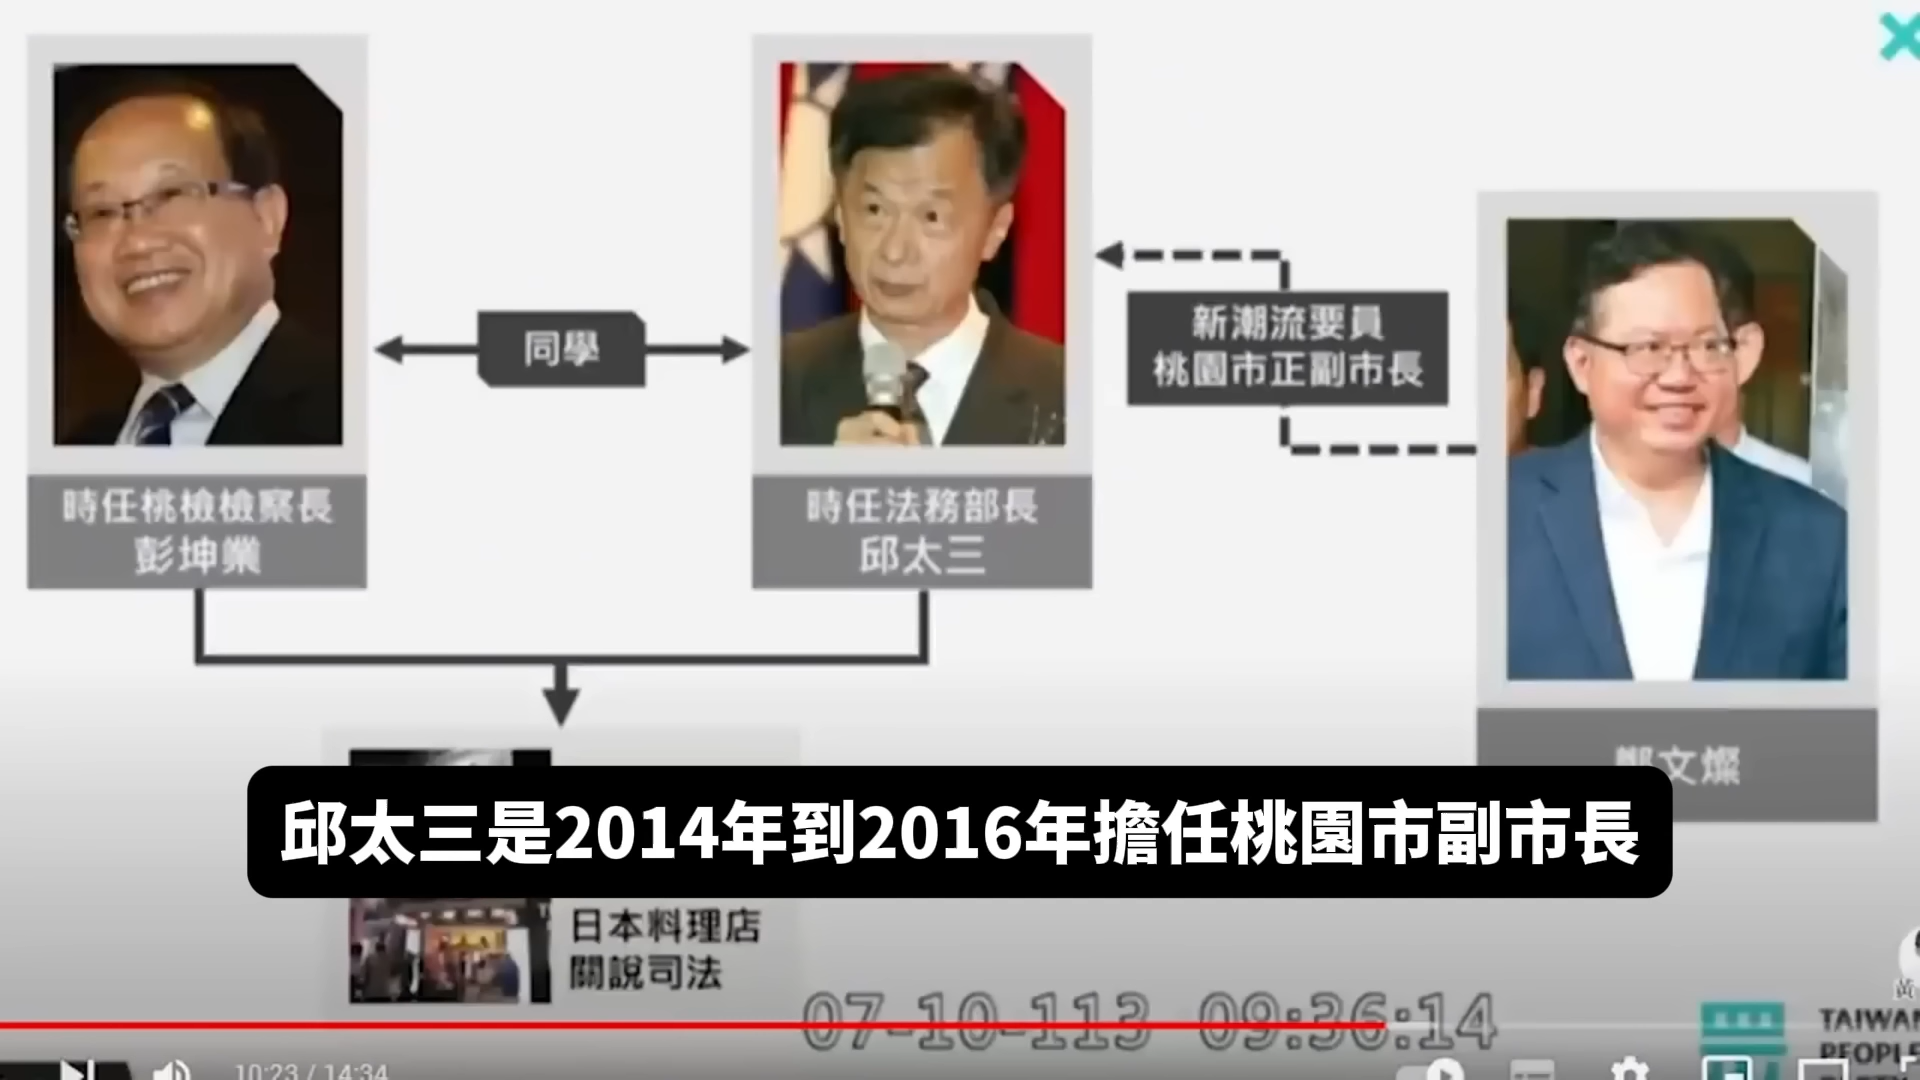 同學
新潮流要員
桃園市正副市長
時任桃檢檢察長
彭坤業
時任法務部長
邱太三
鄭文燦
邱太三是2014年到2016年擔任桃園市副市長
日本料理店
關說司法
黃
07-10-113 09:36:14
TAIWAN
PEOPLE
10:23 / 14:34